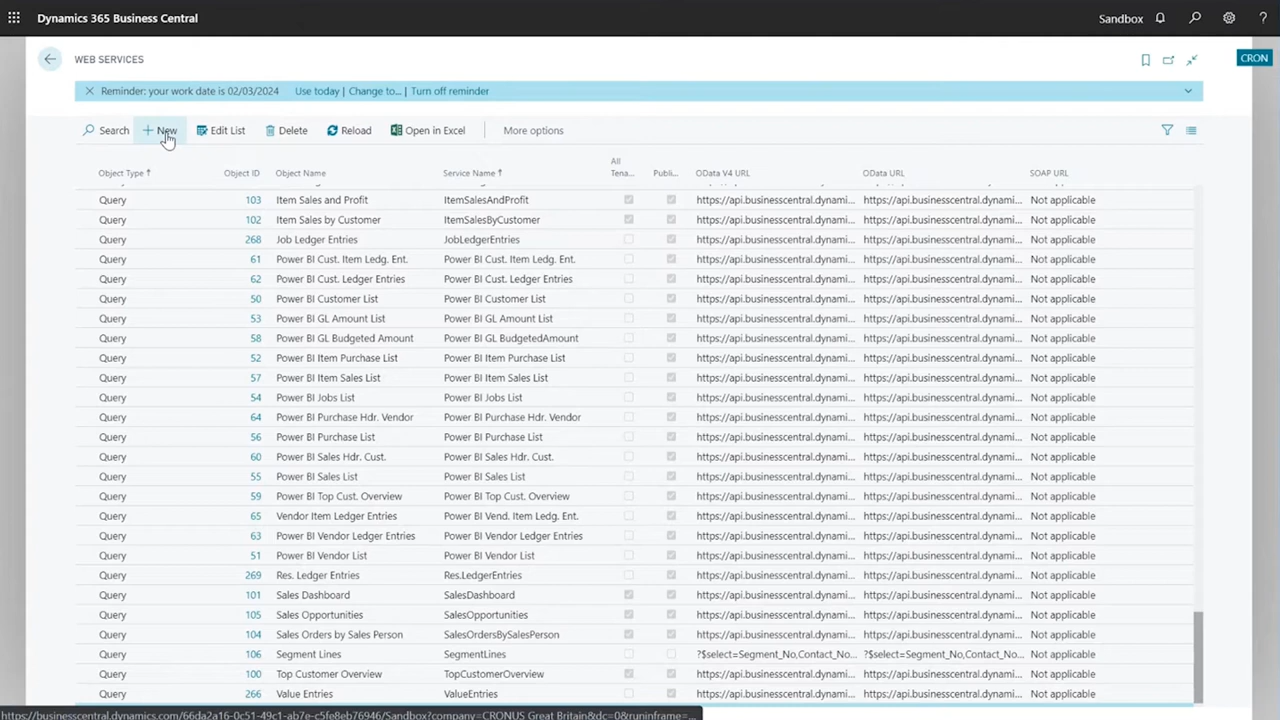 Dynamics 365 Business Central Sandbox ?
WEB SERVICES CRON
Reminder: your work date is 02/03/2024 Use today | Change to... | Turn off reminder
Search + New Edit List Delete Reload Open in Excel More options
All
Object Type ↑ Object ID Object Name Service Name ↑ Tena... Publi... OData V4 URL OData URL SOAP URL
Query 103 Item Sales and Profit ItemSalesAndProfit https://api.businesscentral.dynami... https://api.businesscentral.dynami... Not applicable
Query 102 Item Sales by Customer ItemSalesByCustomer https://api.businesscentral.dynami... https://api.businesscentral.dynami... Not applicable
Query 268 Job Ledger Entries JobLedgerEntries https://api.businesscentral.dynami... https://api.businesscentral.dynami... Not applicable
Query 61 Power BI Cust. Item Ledg. Ent. Power BI Cust. Item Ledg. Ent. https://api.businesscentral.dynami... https://api.businesscentral.dynami... Not applicable
Query 62 Power BI Cust. Ledger Entries Power BI Cust. Ledger Entries https://api.businesscentral.dynami... https://api.businesscentral.dynami... Not applicable
Query 50 Power BI Customer List Power BI Customer List https://api.businesscentral.dynami... https://api.businesscentral.dynami... Not applicable
Query 53 Power BI GL Amount List Power BI GL Amount List https://api.businesscentral.dynami... https://api.businesscentral.dynami... Not applicable
Query 58 Power BI GL Budgeted Amount Power BI GL BudgetedAmount https://api.businesscentral.dynami... https://api.businesscentral.dynami... Not applicable
Query 52 Power BI Item Purchase List Power BI Item Purchase List https://api.businesscentral.dynami... https://api.businesscentral.dynami... Not applicable
Query 57 Power BI Item Sales List Power BI Item Sales List https://api.businesscentral.dynami... https://api.businesscentral.dynami... Not applicable
Query 54 Power BI Jobs List Power BI Jobs List https://api.businesscentral.dynami... https://api.businesscentral.dynami... Not applicable
Query 64 Power BI Purchase Hdr. Vendor Power BI Purchase Hdr. Vendor https://api.businesscentral.dynami... https://api.businesscentral.dynami... Not applicable
Query 56 Power BI Purchase List Power BI Purchase List https://api.businesscentral.dynami... https://api.businesscentral.dynami... Not applicable
Query 60 Power BI Sales Hdr. Cust. Power BI Sales Hdr. Cust. https://api.businesscentral.dynami... https://api.businesscentral.dynami... Not applicable
Query 55 Power BI Sales List Power BI Sales List https://api.businesscentral.dynami... https://api.businesscentral.dynami... Not applicable
Query 59 Power BI Top Cust. Overview Power BI Top Cust. Overview https://api.businesscentral.dynami... https://api.businesscentral.dynami... Not applicable
Query 65 Vendor Item Ledger Entries Power BI Vend. Item Ledg. Ent. https://api.businesscentral.dynami... https://api.businesscentral.dynami... Not applicable
Query 63 Power BI Vendor Ledger Entries Power BI Vendor Ledger Entries https://api.businesscentral.dynami... https://api.businesscentral.dynami... Not applicable
Query 51 Power BI Vendor List Power BI Vendor List https://api.businesscentral.dynami... https://api.businesscentral.dynami... Not applicable
Query 269 Res. Ledger Entries Res.LedgerEntries https://api.businesscentral.dynami... https://api.businesscentral.dynami... Not applicable
Query 101 Sales Dashboard SalesDashboard https://api.businesscentral.dynami... https://api.businesscentral.dynami... Not applicable
Query 105 Sales Opportunities SalesOpportunities https://api.businesscentral.dynami... https://api.businesscentral.dynami... Not applicable
Query 104 Sales Orders by Sales Person SalesOrdersBySalesPerson https://api.businesscentral.dynami... https://api.businesscentral.dynami... Not applicable
Query 106 Segment Lines SegmentLines ?$select=Segment_No,Contact_No... ?$select=Segment_No,Contact_No... Not applicable
Query 100 Top Customer Overview TopCustomerOverview https://api.businesscentral.dynami... https://api.businesscentral.dynami... Not applicable
Query 266 Value Entries ValueEntries https://api.businesscentral.dynami... https://api.businesscentral.dynami... Not applicable
https://businesscentral.dynamics.com/66da2a16-0c51-49c1-ab7e-c5fe8eb76946/Sandbox?company=CRONUS Great Britain&dc=0&runinframe=...